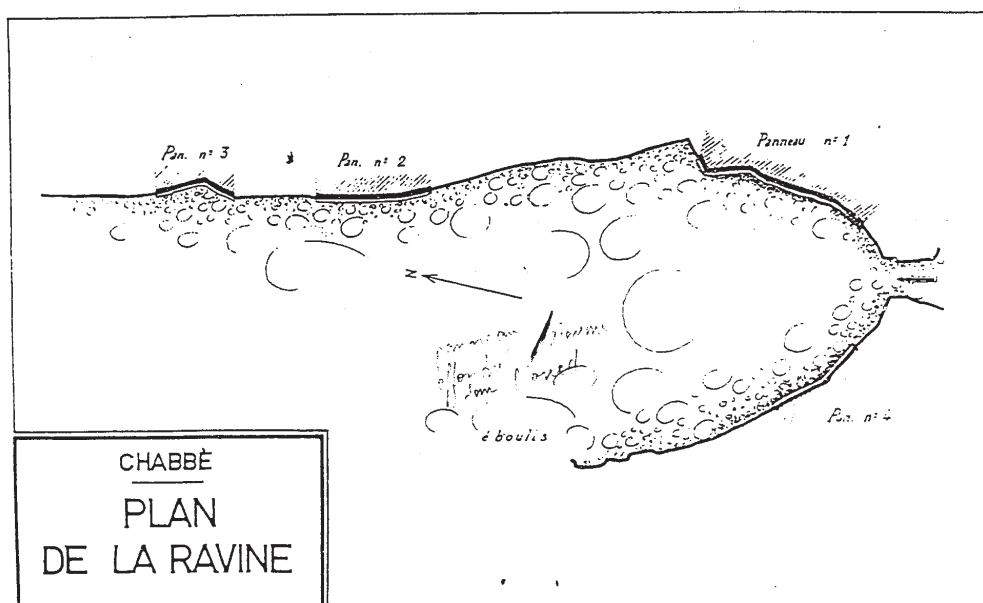 Pan. n° 3
Pan. n° 2
Panneau n° 1
N
éboulis
Pan. n° 4
CHABBÈ
PLAN
DE LA RAVINE